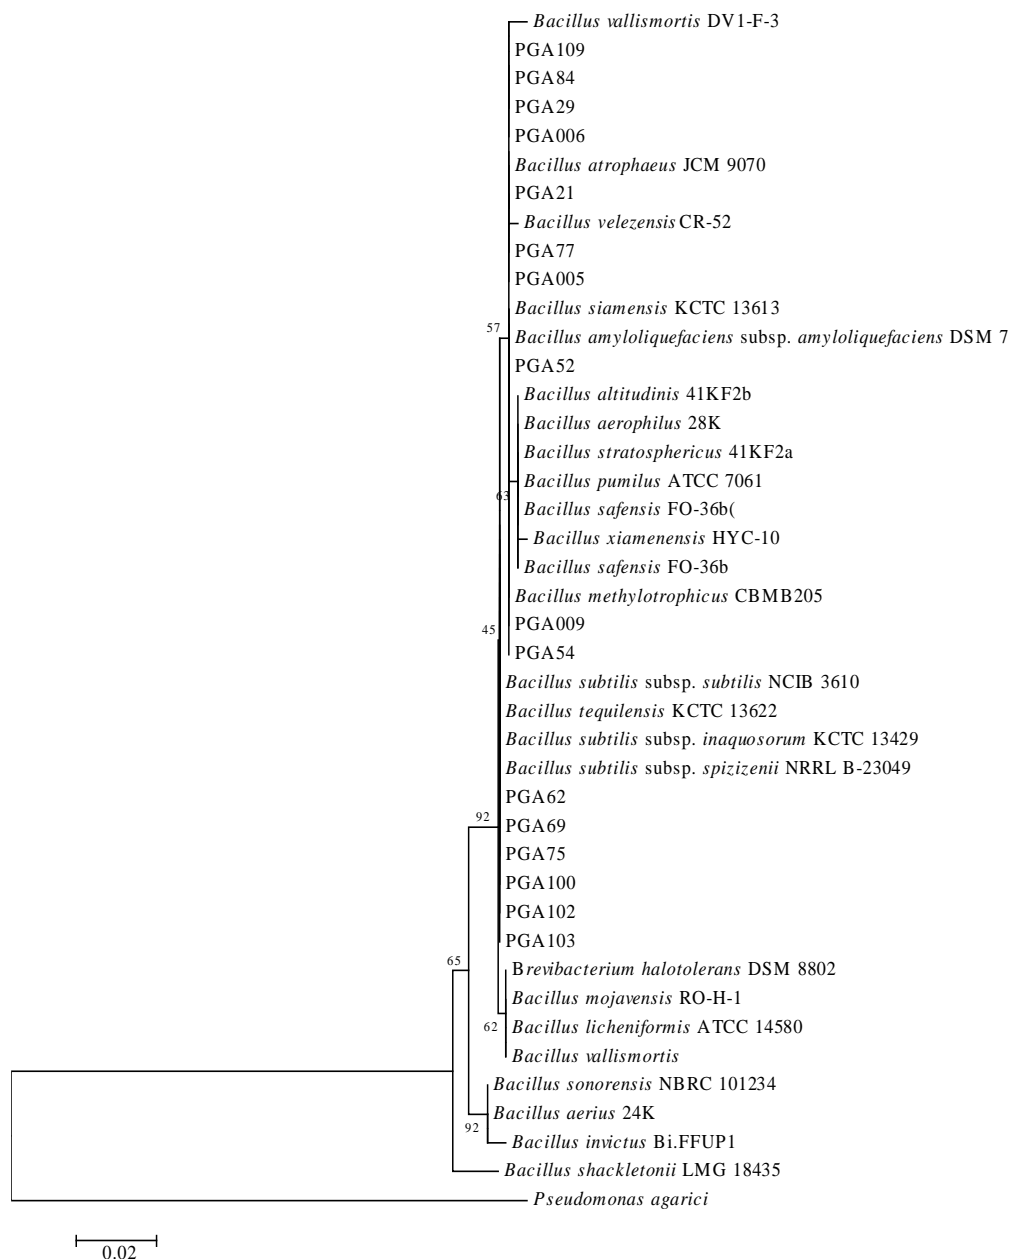 Bacillus vallismortis DV1-F-3
PGA109
PGA84
PGA29
PGA006
Bacillus atrophaeus JCM 9070
PGA21
Bacillus velezensis CR-52
PGA77
PGA005
Bacillus siamensis KCTC 13613
57
Bacillus amyloliquefaciens subsp. amyloliquefaciens DSM 7
PGA52
Bacillus altitudinis 41KF2b
Bacillus aerophilus 28K
Bacillus stratosphericus 41KF2a
Bacillus pumilus ATCC 7061
63
Bacillus safensis FO-36b(
Bacillus xiamenensis HYC-10
Bacillus safensis FO-36b
Bacillus methylotrophicus CBMB205
PGA009
45
PGA54
Bacillus subtilis subsp. subtilis NCIB 3610
Bacillus tequilensis KCTC 13622
Bacillus subtilis subsp. inaquosorum KCTC 13429
Bacillus subtilis subsp. spizizenii NRRL B-23049
PGA62
92
PGA69
PGA75
PGA100
PGA102
PGA103
65
Brevibacterium halotolerans DSM 8802
Bacillus mojavensis RO-H-1
62
Bacillus licheniformis ATCC 14580
Bacillus vallismortis
Bacillus sonorensis NBRC 101234
Bacillus aerius 24K
92
Bacillus invictus Bi.FFUP1
Bacillus shackletonii LMG 18435
Pseudomonas agarici
0.02